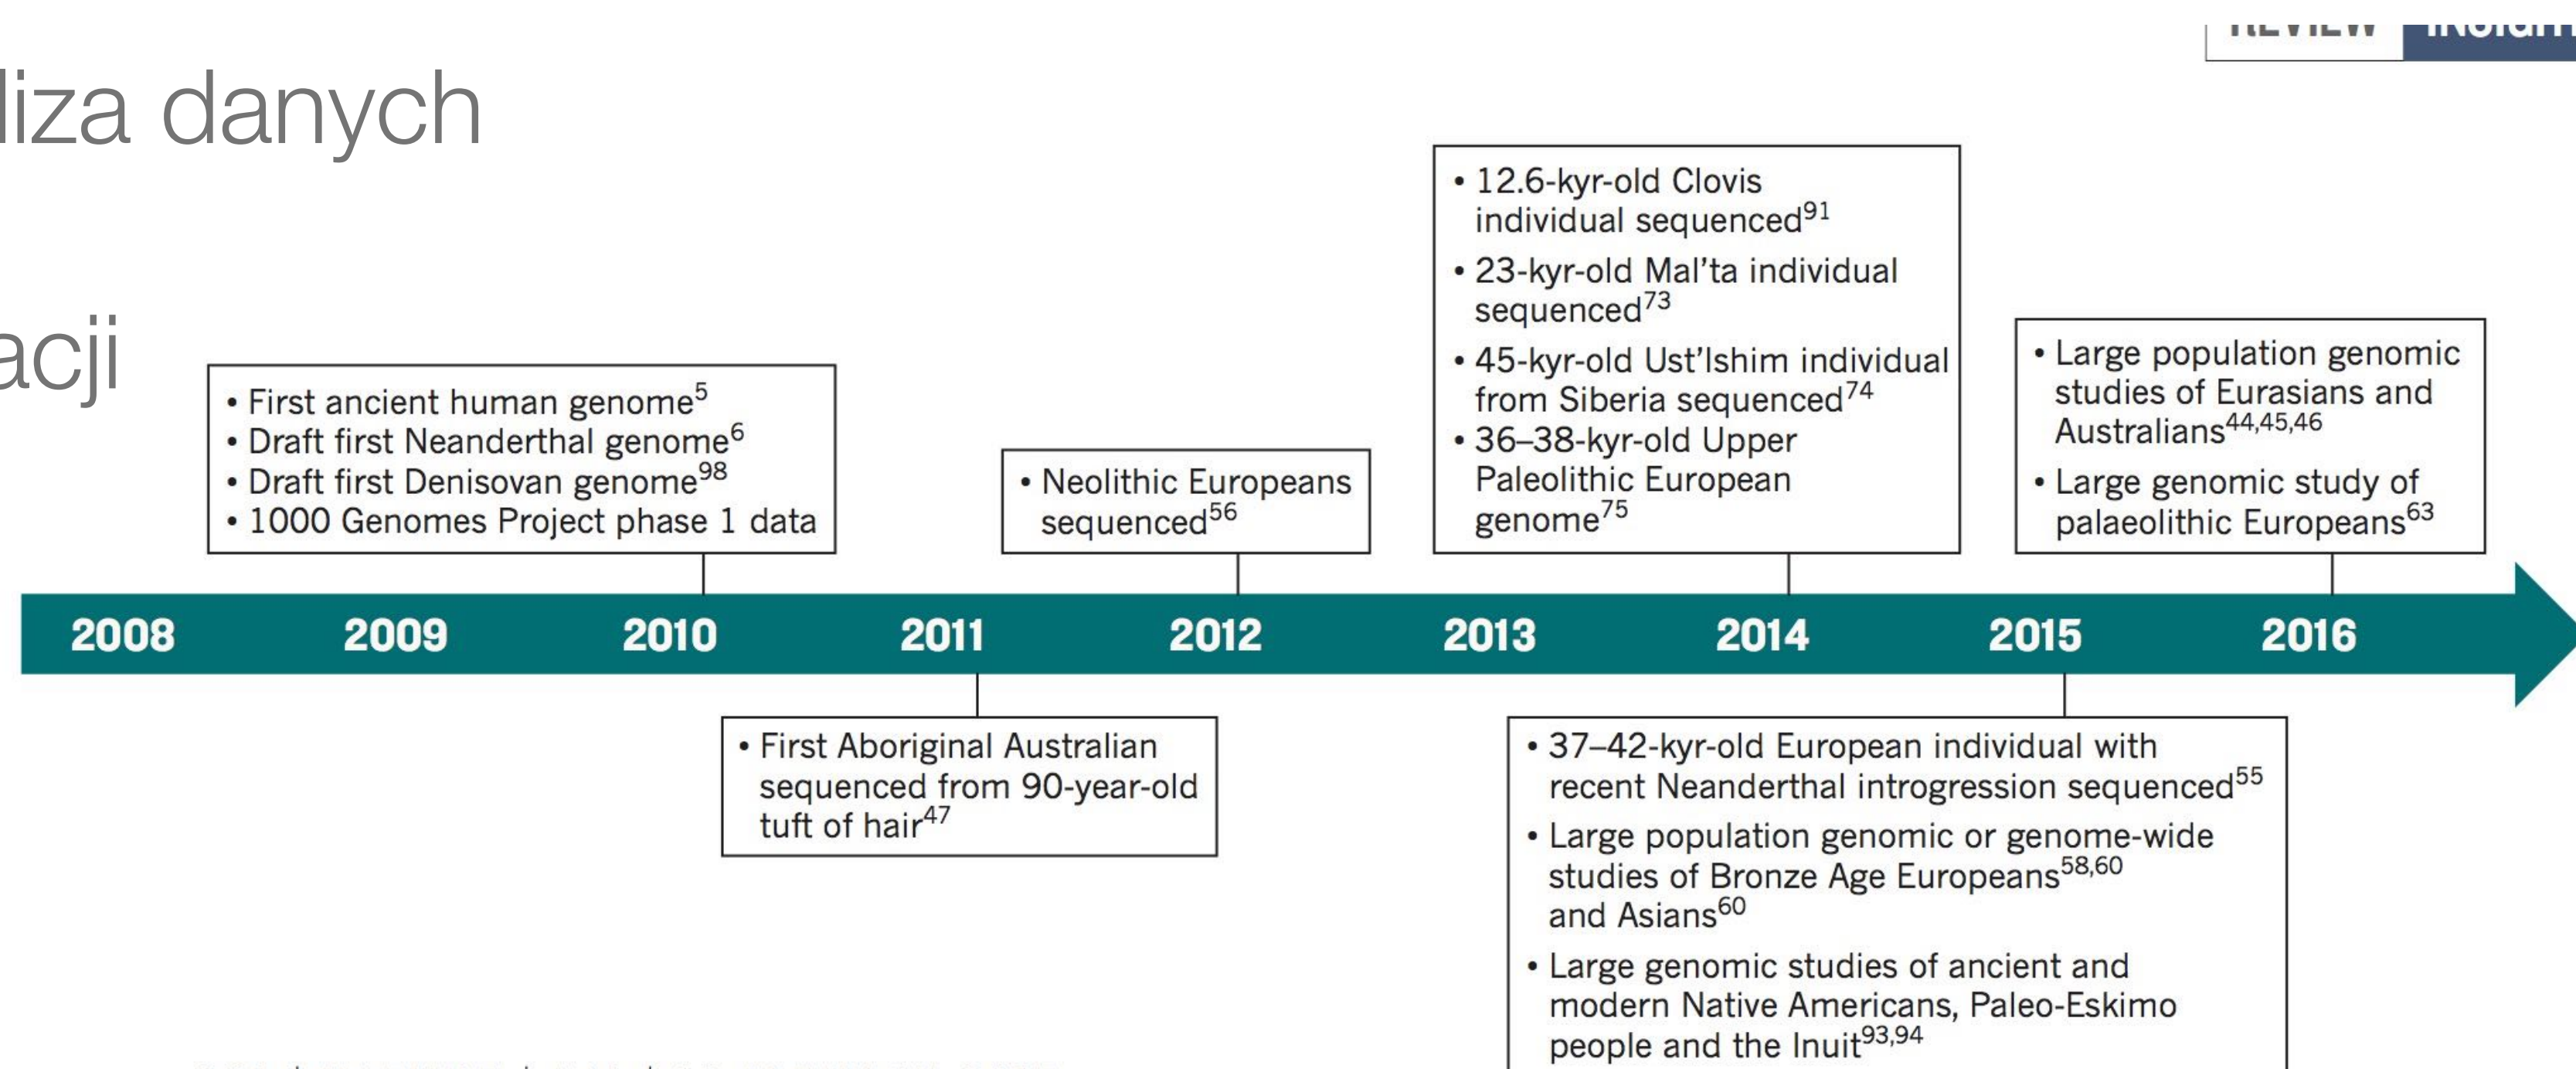 danych
• 12.6-kyr-old Clovis
individual sequenced91
• 23-kyr-old Mal'ta individual
sequenced73
• 45-kyr-old Ust'Ishim individual
from Siberia sequenced74
• 36–38-kyr-old Upper
Paleolithic European
genome75
• Large population genomic
studies of Eurasians and
Australians44,45,46
• Large genomic study of
palaeolithic Europeans63
• First ancient human genome5
• Draft first Neanderthal genome6
• Draft first Denisovan genome98
• 1000 Genomes Project phase 1 data
• Neolithic Europeans
sequenced56
2008 2009 2010 2011 2012 2013 2014 2015 2016
• First Aboriginal Australian
sequenced from 90-year-old
tuft of hair47
• 37–42-kyr-old European individual with
recent Neanderthal introgression sequenced55
• Large population genomic or genome-wide
studies of Bronze Age Europeans58,60
and Asians60
• Large genomic studies of ancient and
modern Native Americans, Paleo-Eskimo
people and the Inuit93,94